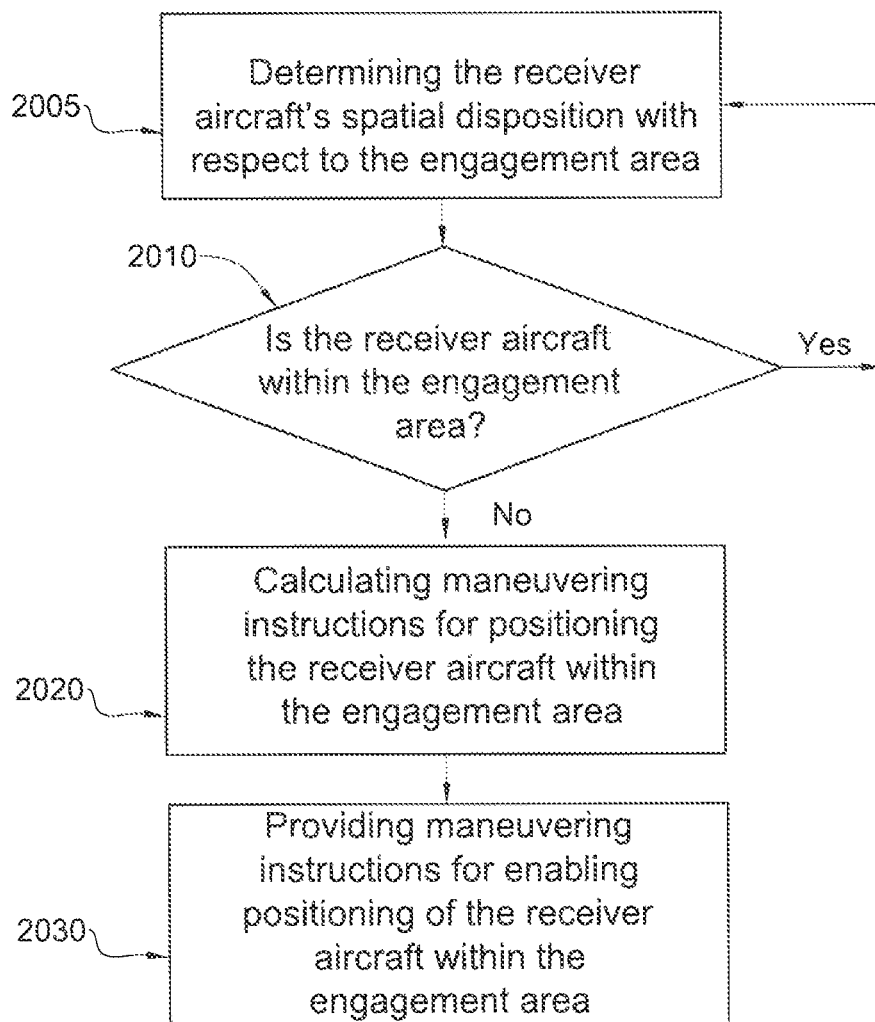 Determining the receiver
2005
aircraft's spatial disposition with
respect to the engagement area
2010
Is the receiver aircraft
within the engagement
area?
Yes
No
Calculating maneuvering
instructions for positioning
the receiver aircraft within
2020
the engagement area
Providing maneuvering
instructions for enabling
positioning of the receiver
2030
aircraft within the
engagement area